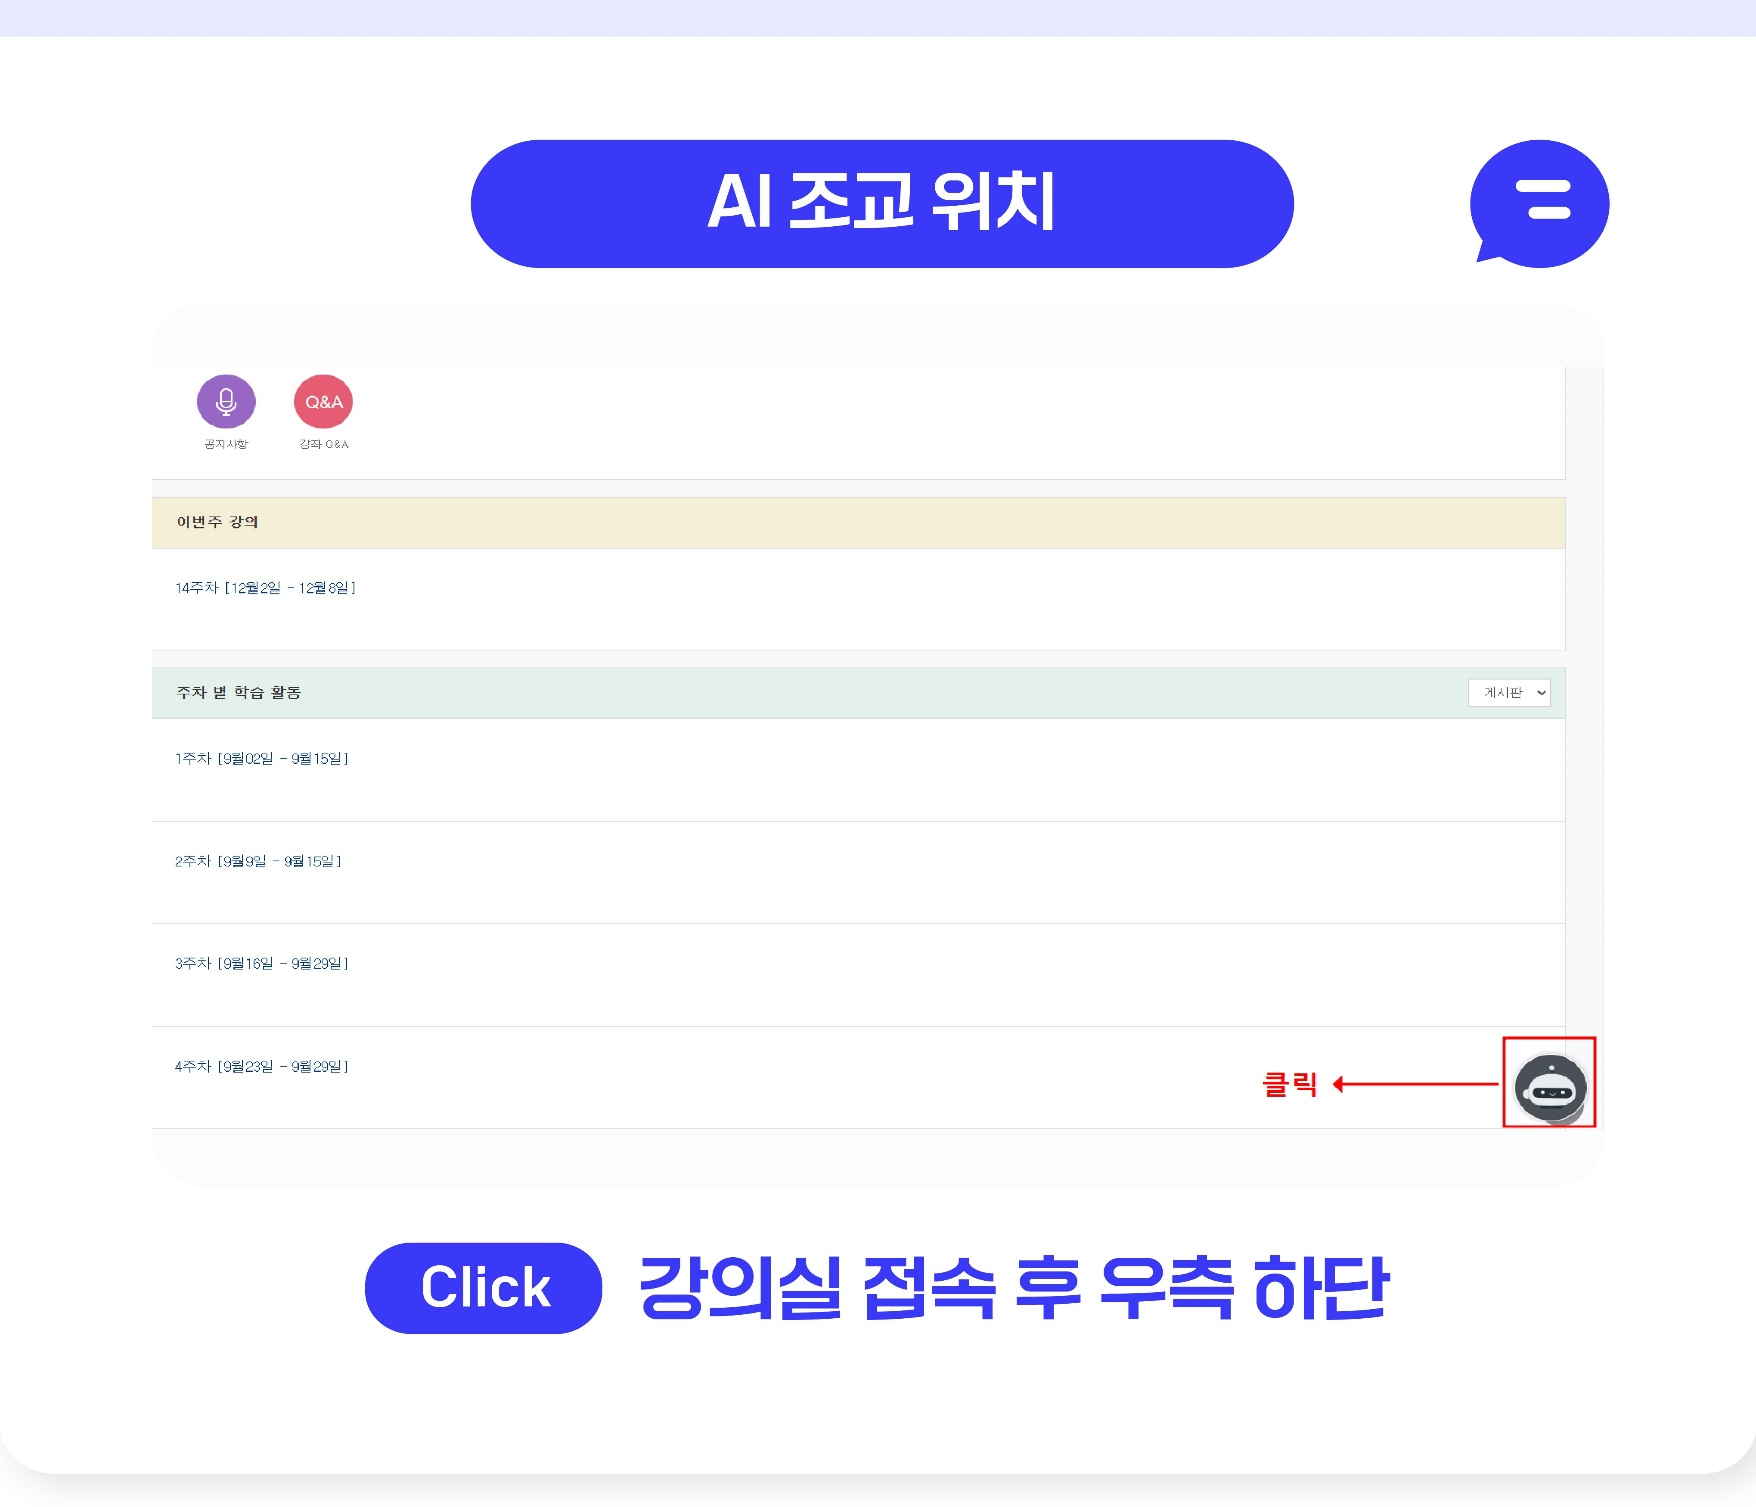 AI 조교 위치
Q&A
공지사항
강좌 Q&A
이번주 강의
14주차 [12월2일 - 12월8일]
주차 별 학습 활동
게시판
1주차 [9월02일 - 9월15일]
2주차 [9월9일 - 9월15일]
3주차 [9월16일 - 9월29일]
4주차 [9월23일 - 9월29일]
클릭
Click 강의실 접속 후 우측 하단